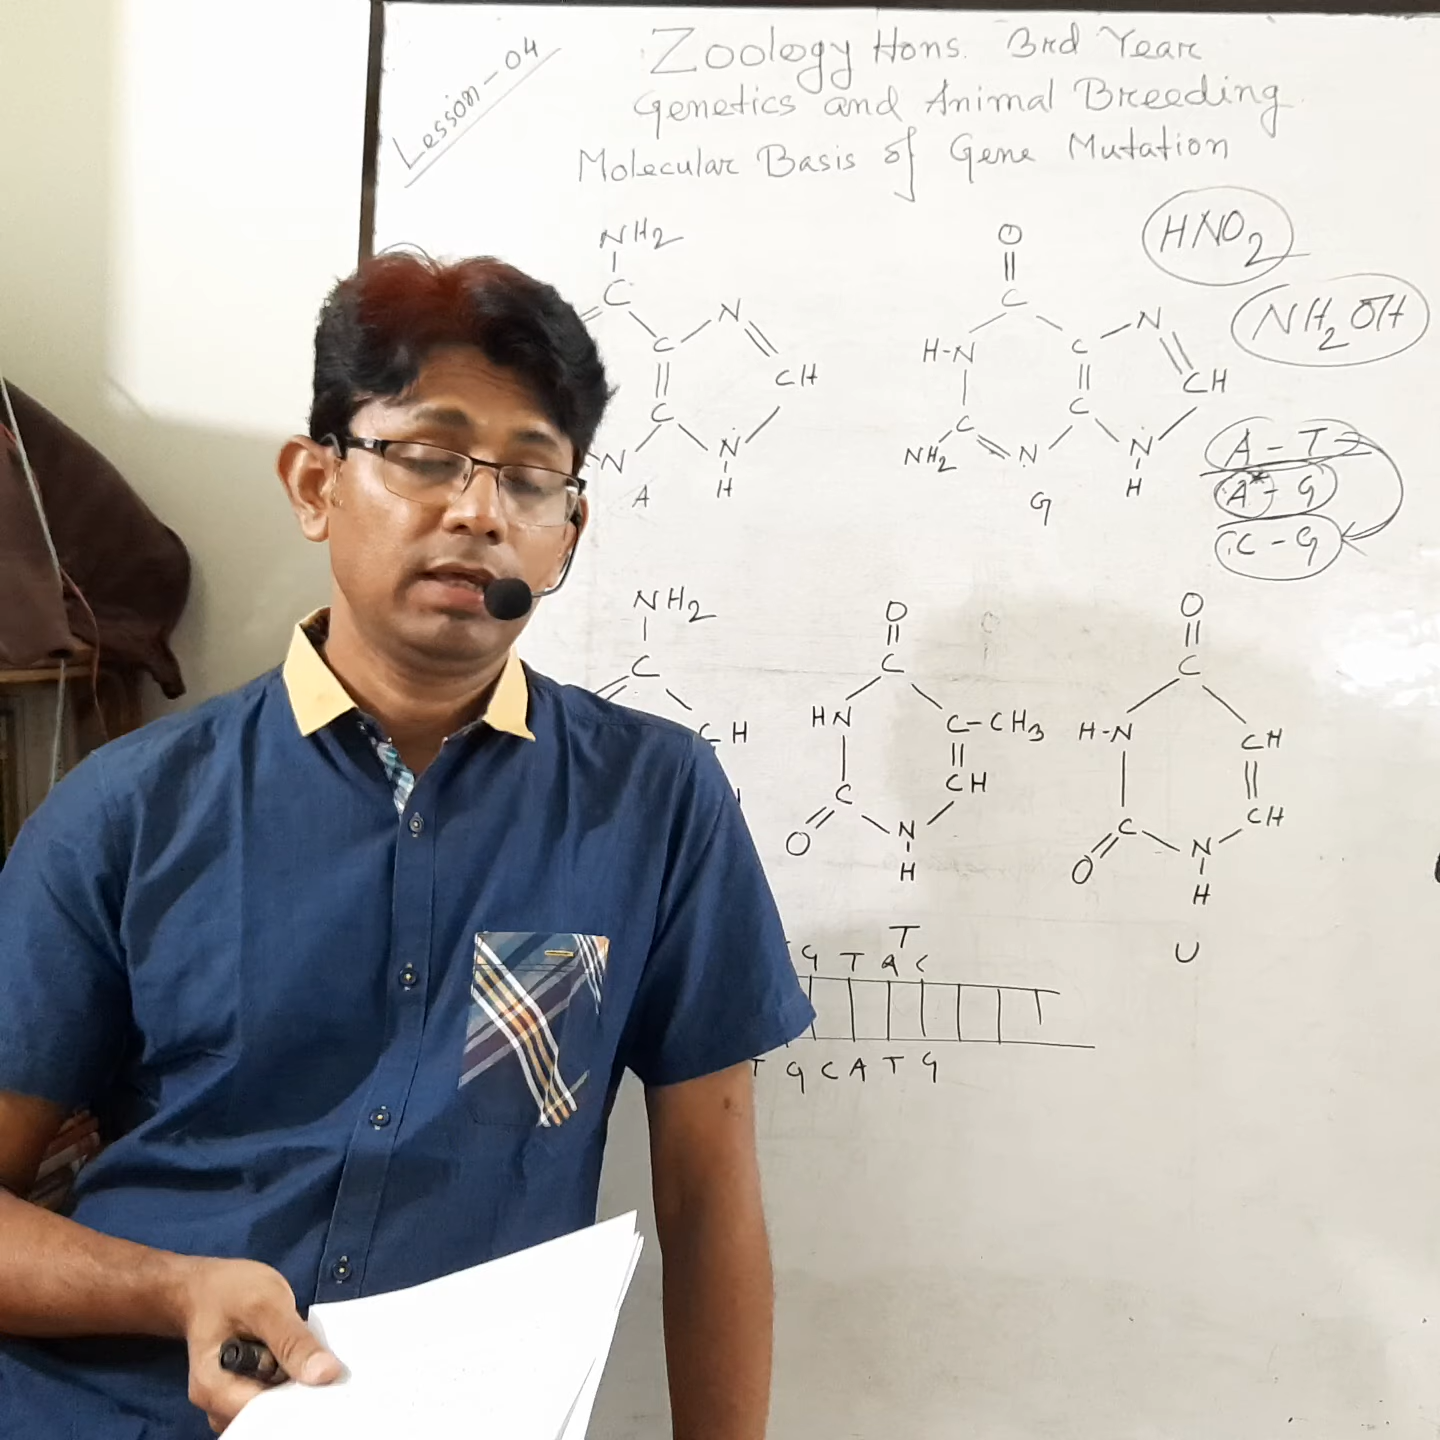 Lesson-04
Zoology Hons. 3rd Year
Genetics and Animal Breeding
Molecular Basis of Gene Mutation
HNO2
NH2OH
NH2
C
C
N
CH
C
N
N
H
A
O
C
H-N
C
N
CH
C
C
NH2
N
N
H
G
A - T
A* - G
C - G
NH2
C
CH
O
C
HN
C-CH3
CH
C
O
N
H
O
C
H-N
CH
CH
C
O
N
H
U
T
G T A C
T G C A T G